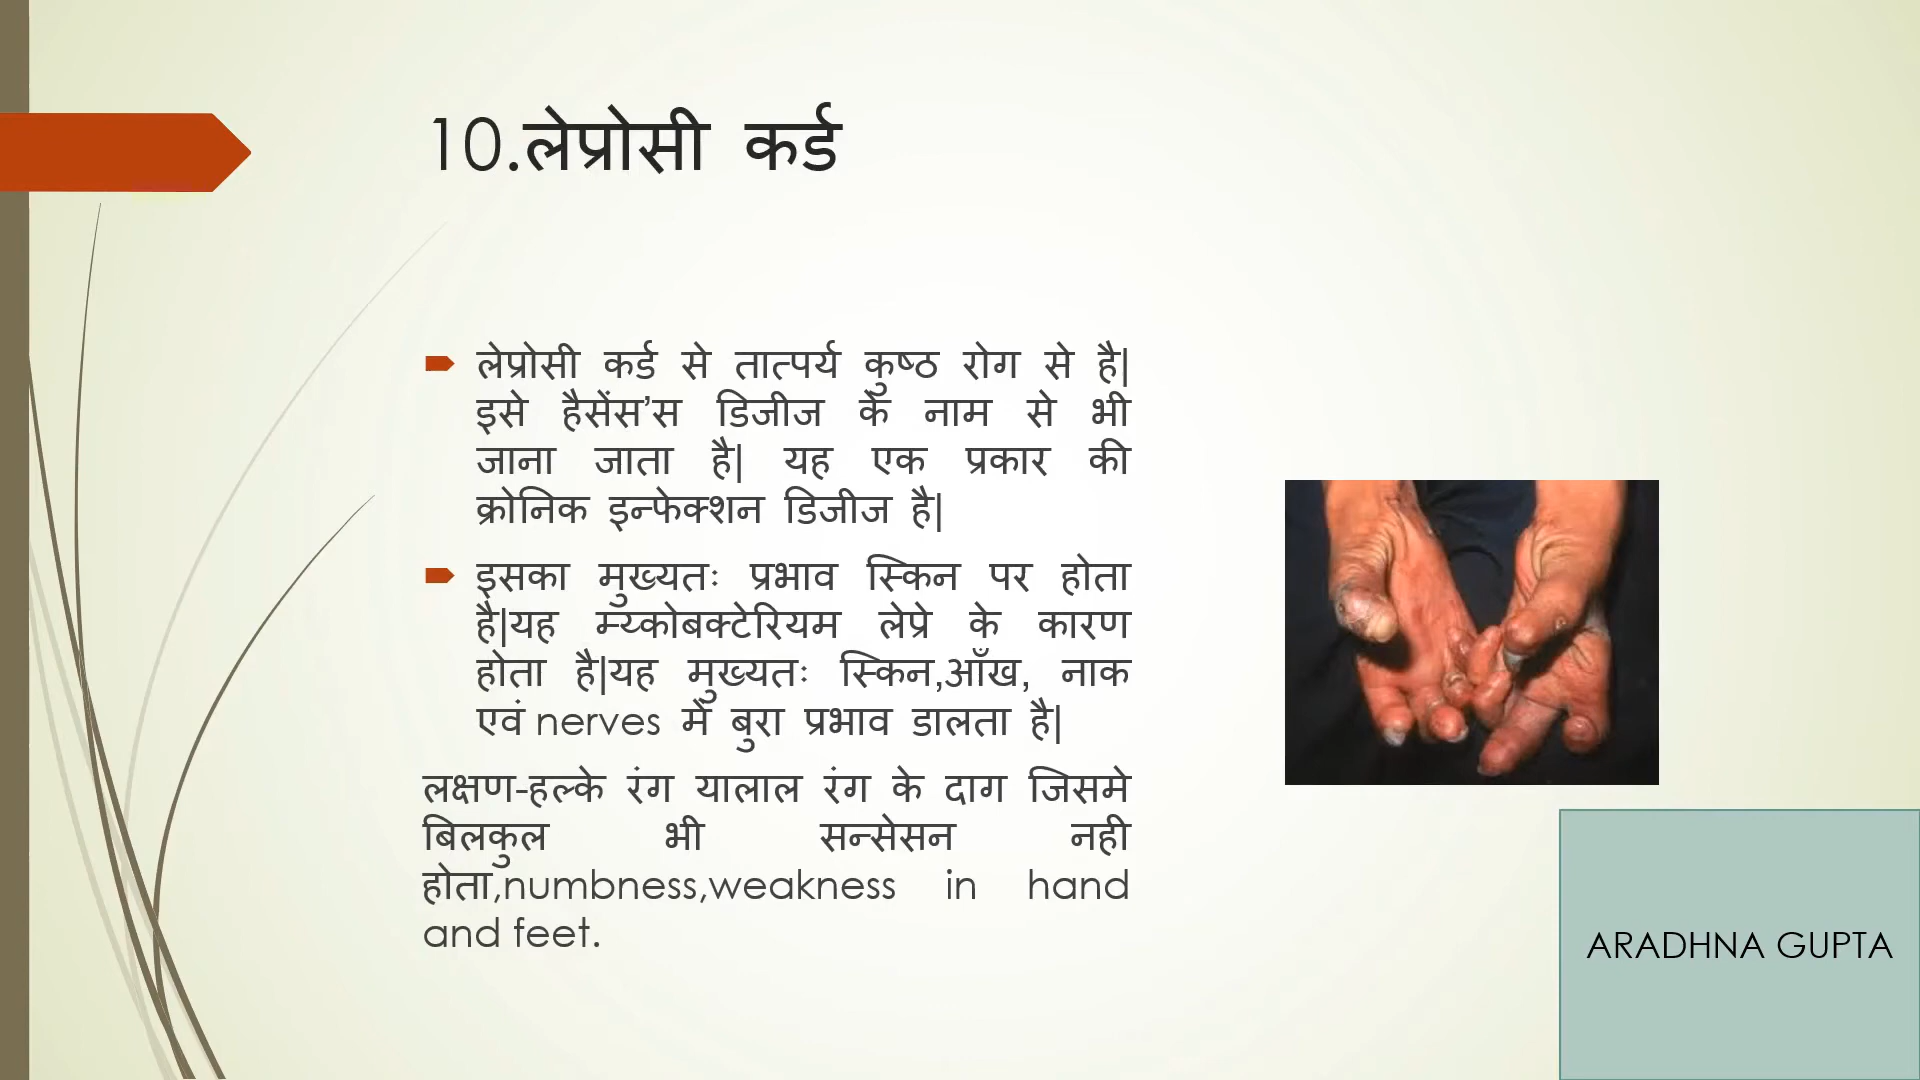 10.लेप्रोसी कर्ड
लेप्रोसी कर्ड से तात्पर्य कुष्ठ रोग से है|
इसे हैसेंस’स डिजीज के नाम से भी
जाना जाता है| यह एक प्रकार की
क्रोनिक इन्फेक्शन डिजीज है|
इसका मुख्यतः प्रभाव स्किन पर होता
है|यह म्य्कोबक्टेरियम लेप्रे के कारण
होता है|यह मुख्यतः स्किन,आँख, नाक
एवं nerves में बुरा प्रभाव डालता है|
लक्षण-हल्के रंग यालाल रंग के दाग जिसमे
बिलकुल भी सन्सेसन नही
होता,numbness,weakness in hand
and feet.
ARADHNA GUPTA